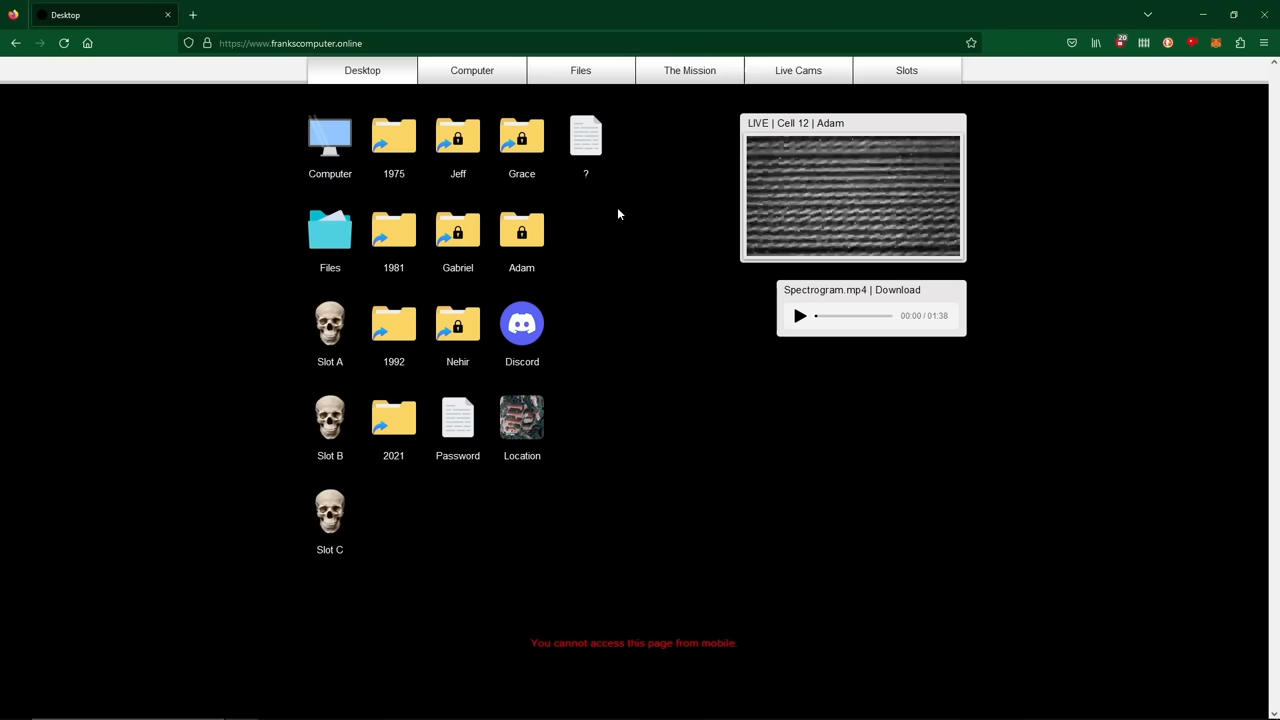 Desktop
20
https://www.frankscomputer.online
Desktop Computer Files The Mission Live Cams Slots
Computer 1975 Jeff Grace ?
Files 1981 Gabriel Adam
Slot A 1992 Nehir Discord
Slot B 2021 Password Location
Slot C
LIVE | Cell 12 | Adam
Spectrogram.mp4 | Download
00:00 / 01:38
You cannot access this page from mobile.